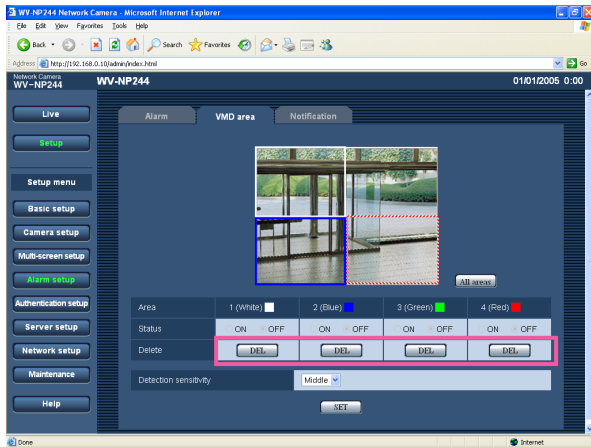 WV-NP244 Network Camera - Microsoft Internet Explorer
File Edit View Favorites Tools Help
Back Search Favorites
Address http://192.168.0.10/admin/index.html Go
Network Camera
WV-NP244
WV-NP244
01/01/2005 0:00
Live
Setup
Setup menu
Basic setup
Camera setup
Multi-screen setup
Alarm setup
Authentication setup
Server setup
Network setup
Maintenance
Help
Alarm VMD area Notification
All areas
Area 1 (White) 2 (Blue) 3 (Green) 4 (Red)
Status ON OFF ON OFF ON OFF ON OFF
Delete DEL DEL DEL DEL
Detection sensitivity Middle
SET
Done Internet